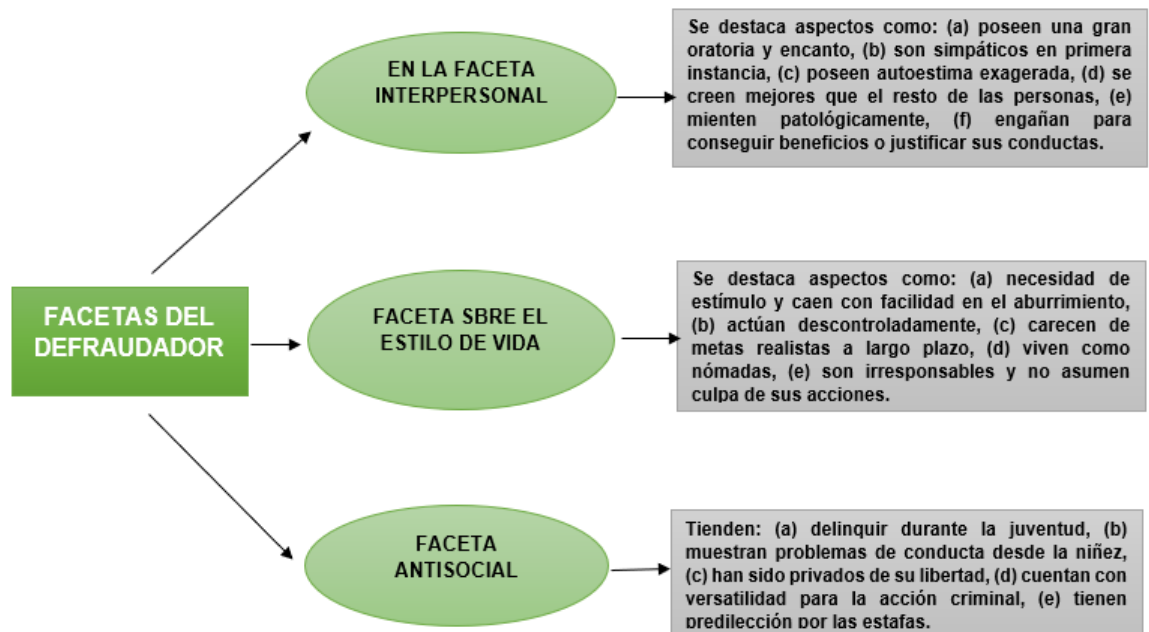 EN LA FACETA
INTERPERSONAL
Se destaca aspectos como: (a) poseen una gran
oratoria y encanto, (b) son simpáticos en primera
instancia, (c) poseen autoestima exagerada, (d) se
creen mejores que el resto de las personas, (e)
mienten patológicamente, (f) engañan para
conseguir beneficios o justificar sus conductas.
FACETAS DEL
DEFRAUDADOR
FACETA SBRE EL
ESTILO DE VIDA
Se destaca aspectos como: (a) necesidad de
estímulo y caen con facilidad en el aburrimiento,
(b) actúan descontroladamente, (c) carecen de
metas realistas a largo plazo, (d) viven como
nómadas, (e) son irresponsables y no asumen
culpa de sus acciones.
FACETA
ANTISOCIAL
Tienden: (a) delinquir durante la juventud, (b)
muestran problemas de conducta desde la niñez,
(c) han sido privados de su libertad, (d) cuentan con
versatilidad para la acción criminal, (e) tienen
predilección por las estafas.